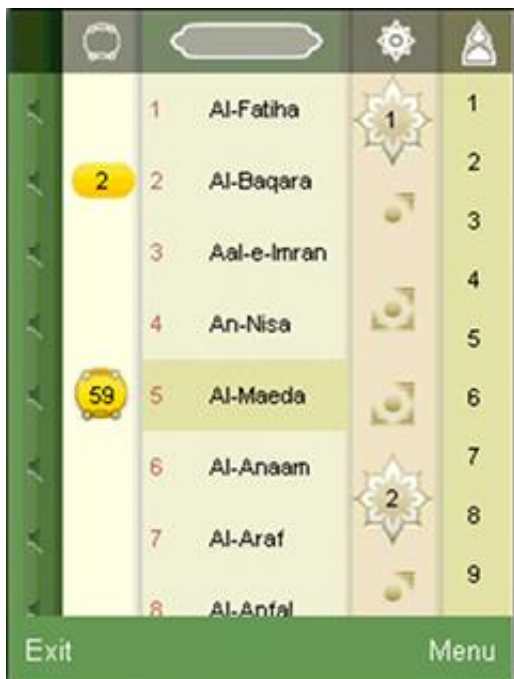 1 Al-Fatiha 1 1
2 2 Al-Baqara 2
3 Aal-e-Imran 3
4 An-Nisa 4
5
59 5 Al-Maeda 6
6 Al-Anaam 2 7
7 Al-Araf 8
9
8 Al-Anfal
Exit Menu